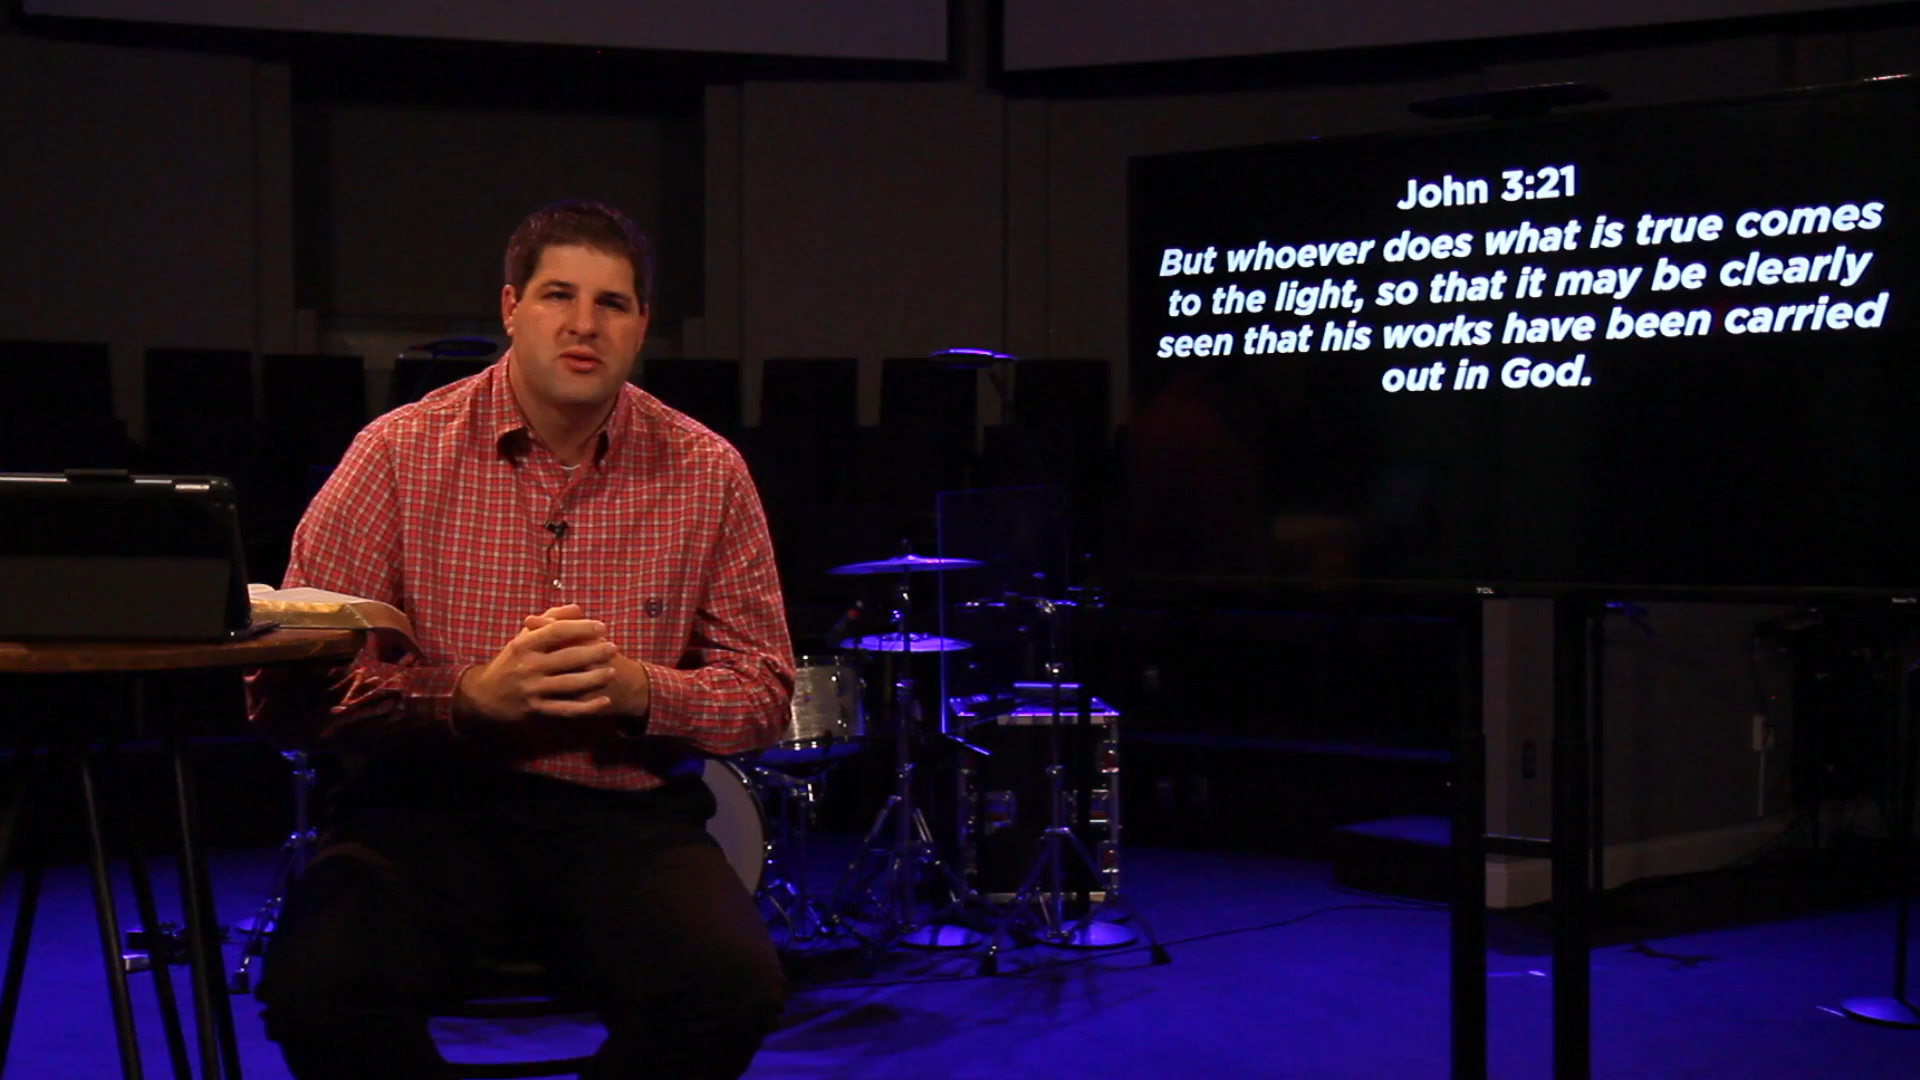 John 3:21
But whoever does what is true comes
to the light, so that it may be clearly
seen that his works have been carried
out in God.
TCL